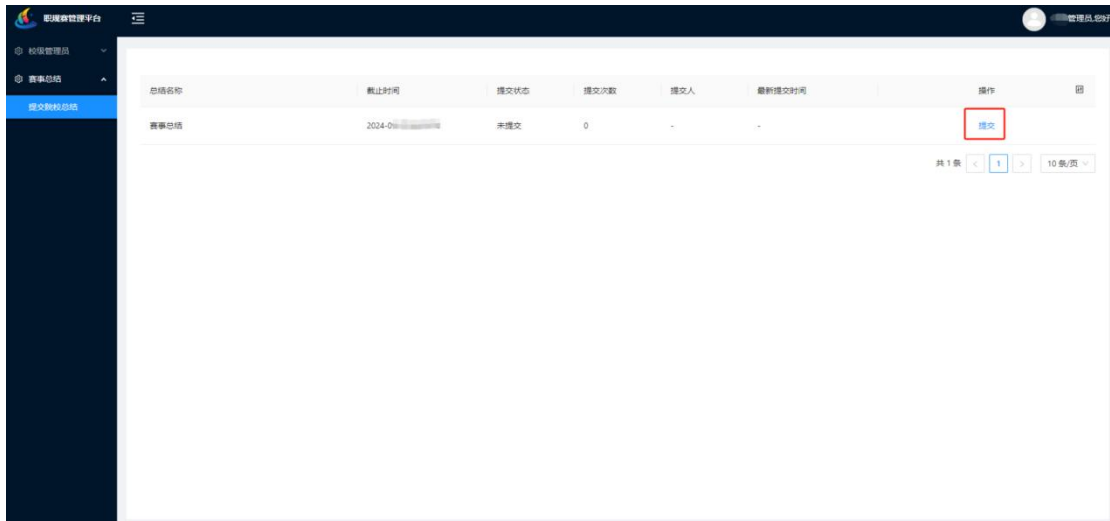 职规赛管理平台
管理员,您好
校级管理员
赛事总结
提交院校总结
总结名称 截止时间 提交状态 提交次数 提交人 最新提交时间 操作
赛事总结 2024-0 未提交 0 - - 提交
共 1 条 < 1 > 10 条/页